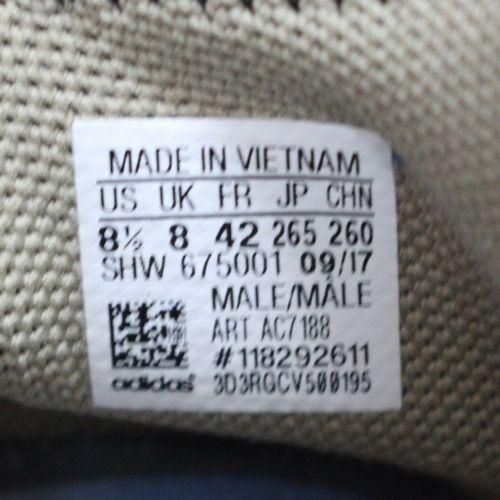 MADE IN VIETNAM
US UK FR JP CHN
8½ 8 42 265 260
SHW 675001 09/17
MALE/MÂLE
ART AC7188
#118292611
adidas 3D3RGCV500195